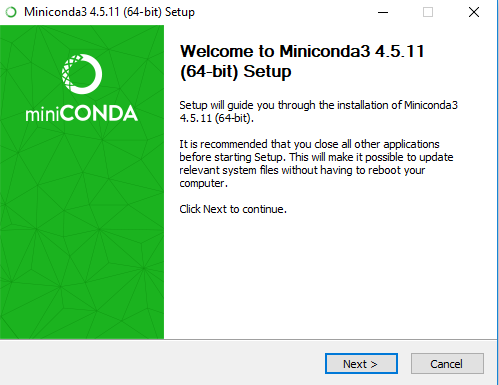 Miniconda3 4.5.11 (64-bit) Setup
miniCONDA
Welcome to Miniconda3 4.5.11
(64-bit) Setup
Setup will guide you through the installation of Miniconda3
4.5.11 (64-bit).
It is recommended that you close all other applications
before starting Setup. This will make it possible to update
relevant system files without having to reboot your
computer.
Click Next to continue.
Next >
Cancel